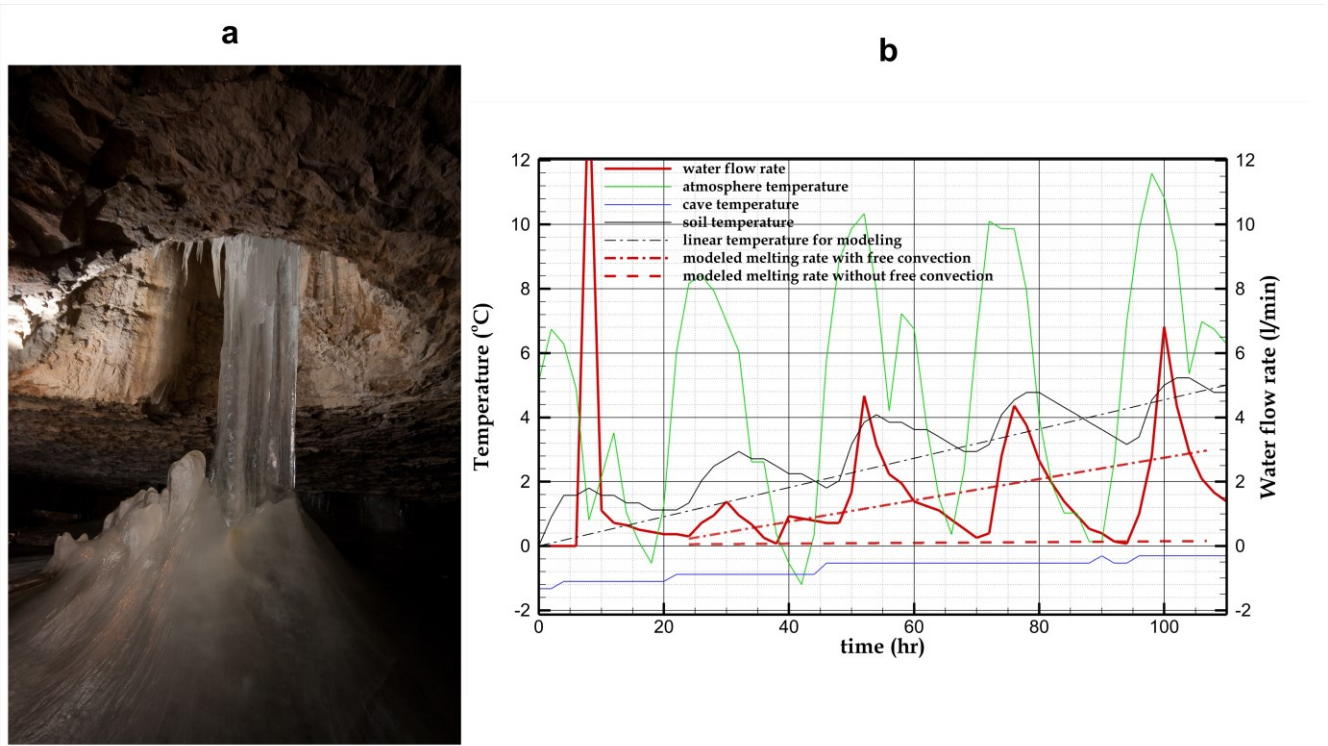 a
b
12
10
8
6
4
2
0
-2
Temperature (°C)
water flow rate
atmosphere temperature
cave temperature
soil temperature
linear temperature for modeling
modeled melting rate with free convection
modeled melting rate without free convection
12
10
8
6
4
2
0
-2
Water flow rate (l/min)
0 20 40 60 80 100
time (hr)